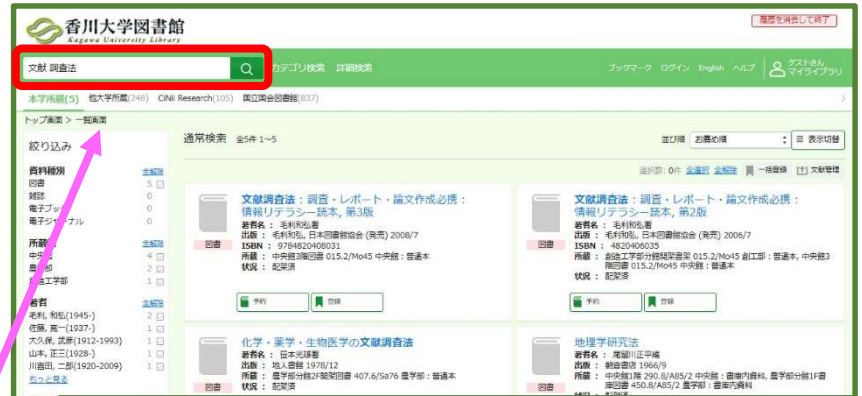 香川大学図書館
Kagawa University Library
履歴を消去して終了
文献 調査法
カテゴリ検索 詳細検索
ブックマーク ログイン English ヘルプ
ゲストさん
マイライブラリ
本学所蔵(5) 他大学所蔵(248) CiNii Research(105) 国立国会図書館(837)
トップ画面 > 一覧画面
絞り込み
通常検索 全5件 1~5
並び順 お薦め順
表示切替
選択数: 0件 全選択 全解除 一括登録 文献管理
資料種別 全解除
図書 5
雑誌 0
電子ブック 0
電子ジャーナル 0
全解除
4
2
創造工学部 1
著者 全解除
毛利, 和弘(1945-) 2
佐藤, 亮一(1937-) 1
大久保, 武彦(1912-1993) 1
山本, 正三(1928-) 1
川喜田, 二郎(1920-2009) 1
もっと見る
文献調査法：調査・レポート・論文作成必携：
情報リテラシー読本, 第3版
著者名 ： 毛利和弘著
出版 ： 毛利和弘, 日本図書館協会 (発売) 2008/7
ISBN ： 9784820408031
所蔵 ： 中央館3階図書 015.2/Mo45 中央館：普通本
状況 ： 配架済
図書
予約 登録
文献調査法：調査・レポート・論文作成必携：
情報リテラシー読本, 第2版
著者名 ： 毛利和弘著
出版 ： 毛利和弘, 日本図書館協会 (発売) 2006/7
ISBN ： 4820406035
所蔵 ： 創造工学部分館開架書架 015.2/Mo45 創工部：普通本, 中央館3
階図書 015.2/Mo45 中央館：普通本
状況 ： 配架済
図書
予約 登録
化学・薬学・生物医学の文献調査法
著者名 ： 笹本光雄著
出版 ： 地人書館 1978/12
所蔵 ： 農学部分館2F開架図書 407.6/Sa76 農学部：普通本
状況 ： 配架済
図書
地理学研究法
著者名 ： 尾留川正平編
出版 ： 朝倉書店 1966/9
所蔵 ： 中央館1階 290.8/A85/2 中央館：書庫内資料, 農学部分館1F書
庫図書 450.8/A85/2 農学部：書庫内資料
図書